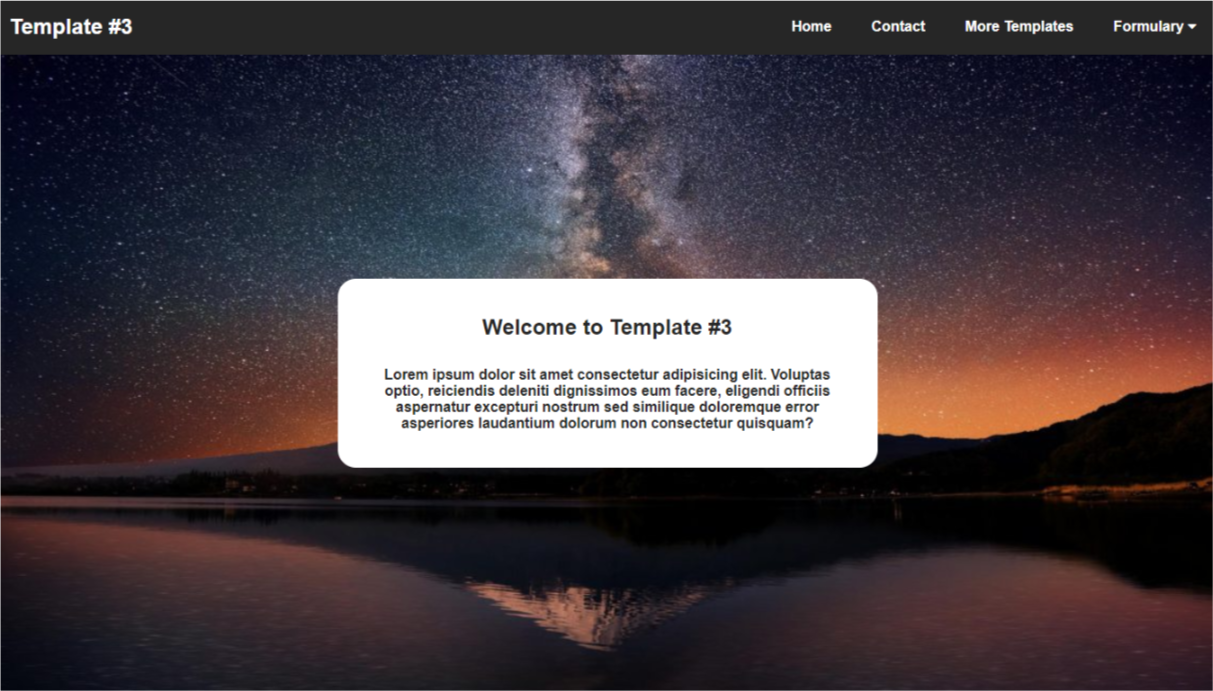 Template #3
Home Contact More Templates Formulary
Welcome to Template #3
Lorem ipsum dolor sit amet consectetur adipisicing elit. Voluptas
optio, reiciendis deleniti dignissimos eum facere, eligendi officiis
aspernatur excepturi nostrum sed similique doloremque error
asperiores laudantium dolorum non consectetur quisquam?